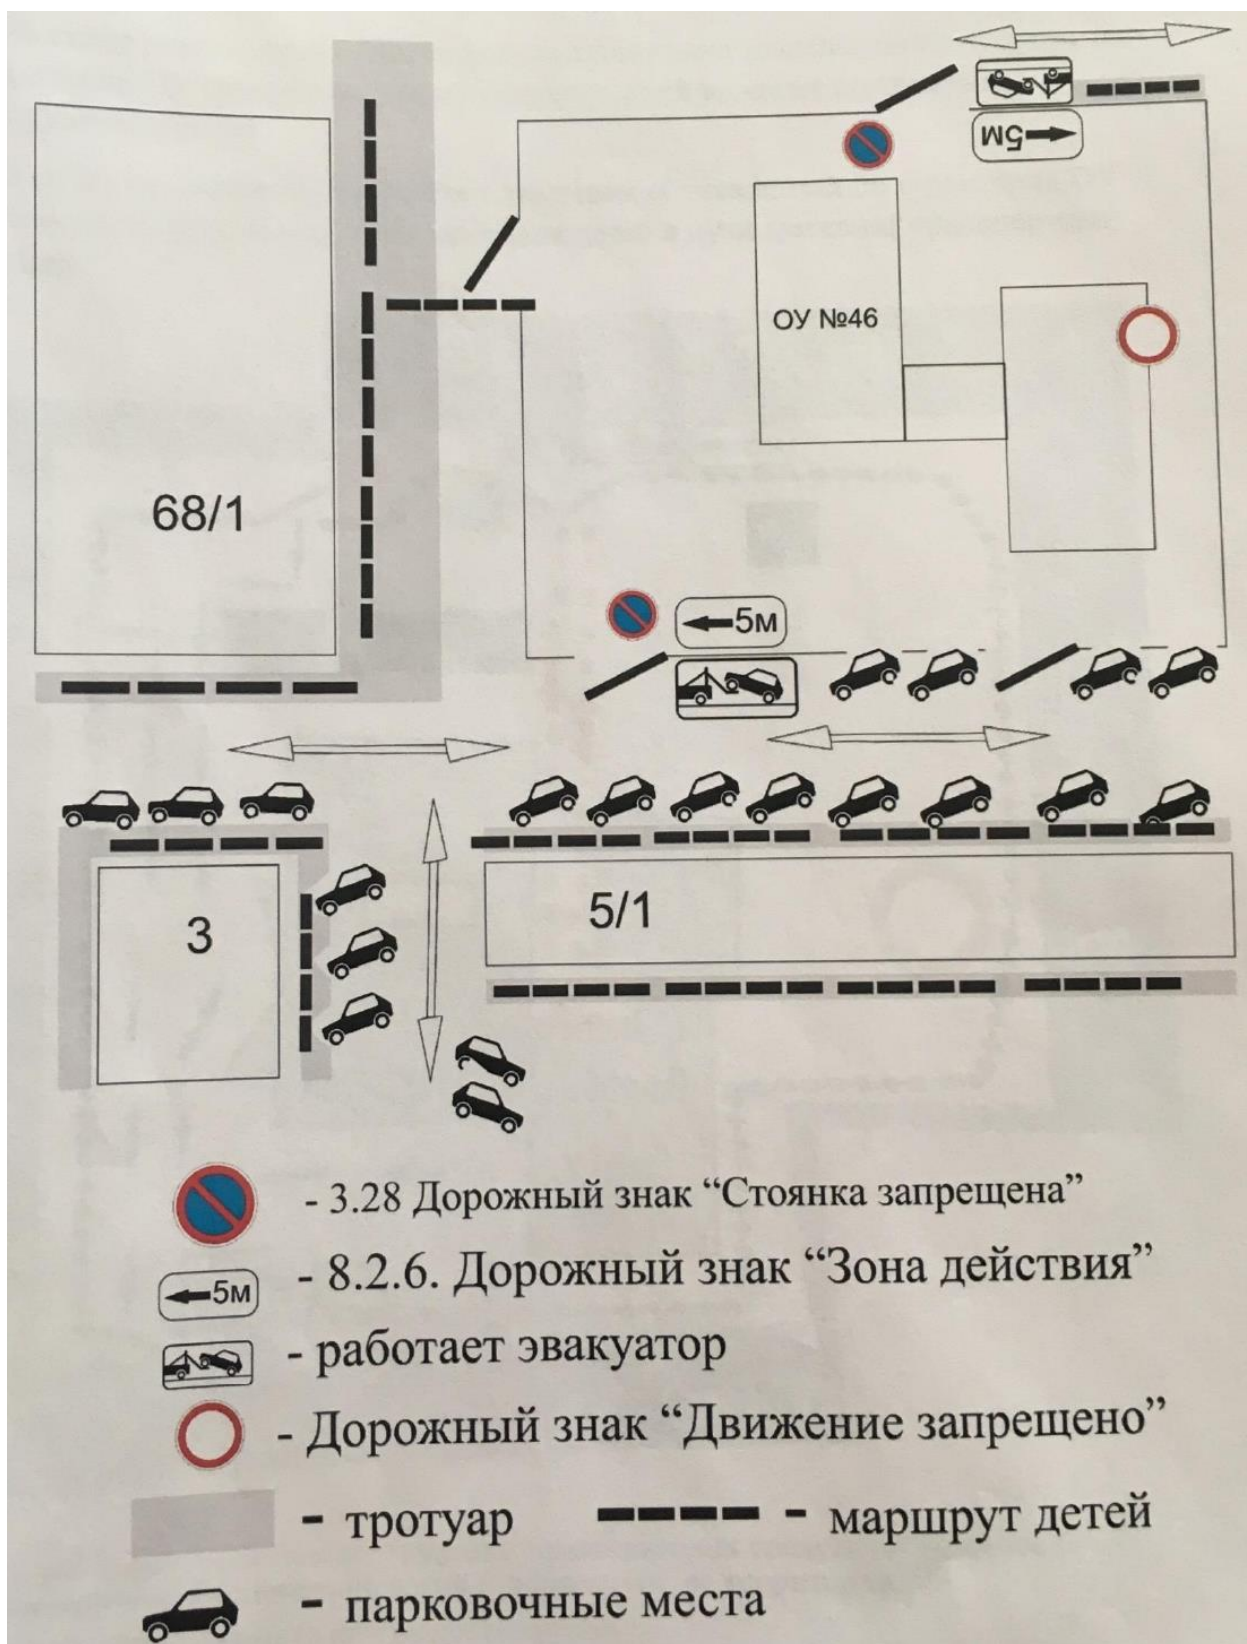 5м
ОУ №46
68/1
5м
3
5/1
- 3.28 Дорожный знак “Стоянка запрещена”
5м - 8.2.6. Дорожный знак “Зона действия”
- работает эвакуатор
- Дорожный знак “Движение запрещено”
- тротуар - маршрут детей
- парковочные места